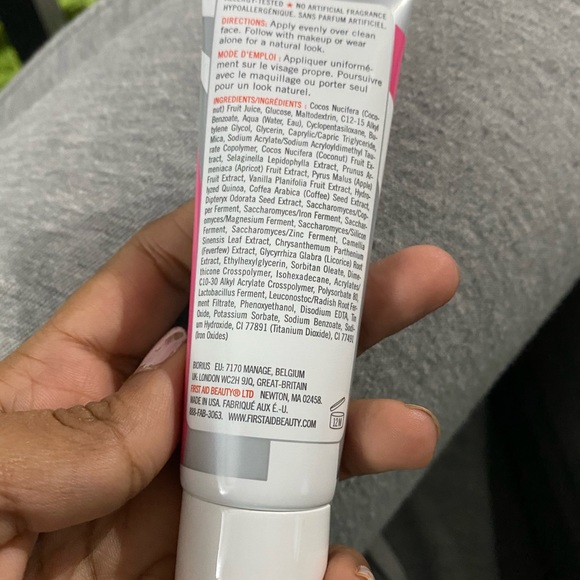 -TESTED ★ NO ARTIFICIAL FRAGRANCE
HYPOALLERGÉNIQUE. SANS PARFUM ARTIFICIEL.
DIRECTIONS: Apply evenly over clean
face. Follow with makeup or wear
alone for a natural look.
MODE D'EMPLOI : Appliquer uniformé-
ment sur le visage propre. Poursuivre
avec le maquillage ou porter seul
pour un look naturel.
INGREDIENTS/INGRÉDIENTS : Cocos Nucifera (Coco-
nut) Fruit Juice, Glucose, Maltodextrin, C12-15 Alkyl
Benzoate, Aqua (Water, Eau), Cyclopentasiloxane, Bu-
tylene Glycol, Glycerin, Caprylic/Capric Triglyceride,
Mica, Sodium Acrylate/Sodium Acryloyldimethyl Tau-
rate Copolymer, Cocos Nucifera (Coconut) Fruit Ex-
tract, Selaginella Lepidophylla Extract, Prunus Ar-
meniaca (Apricot) Fruit Extract, Pyrus Malus (Apple)
Fruit Extract, Vanilla Planifolia Fruit Extract, Hydro-
lyzed Quinoa, Coffea Arabica (Coffee) Seed Extract,
Dipteryx Odorata Seed Extract, Saccharomyces/Cop-
per Ferment, Saccharomyces/Iron Ferment, Sacchar-
omyces/Magnesium Ferment, Saccharomyces/Silicon
Ferment, Saccharomyces/Zinc Ferment, Camellia
Sinensis Leaf Extract, Chrysanthemum Parthenium
(Feverfew) Extract, Glycyrrhiza Glabra (Licorice) Root
Extract, Ethylhexylglycerin, Sorbitan Oleate, Dime-
thicone Crosspolymer, Isohexadecane, Acrylates/
C10-30 Alkyl Acrylate Crosspolymer, Polysorbate 80,
Lactobacillus Ferment, Leuconostoc/Radish Root Fer-
ment Filtrate, Phenoxyethanol, Disodium EDTA, Tin
Oxide, Potassium Sorbate, Sodium Benzoate, Sodi-
um Hydroxide, CI 77891 (Titanium Dioxide), CI 77491
(Iron Oxides)
BORIUS EU: 7170 MANAGE, BELGIUM
UK: LONDON WC2H 9JQ, GREAT-BRITAIN
FIRST AID BEAUTY® LTD NEWTON, MA 02458.
MADE IN USA. FABRIQUÉ AUX É.-U.
888-FAB-3063. WWW.FIRSTAIDBEAUTY.COM
12M